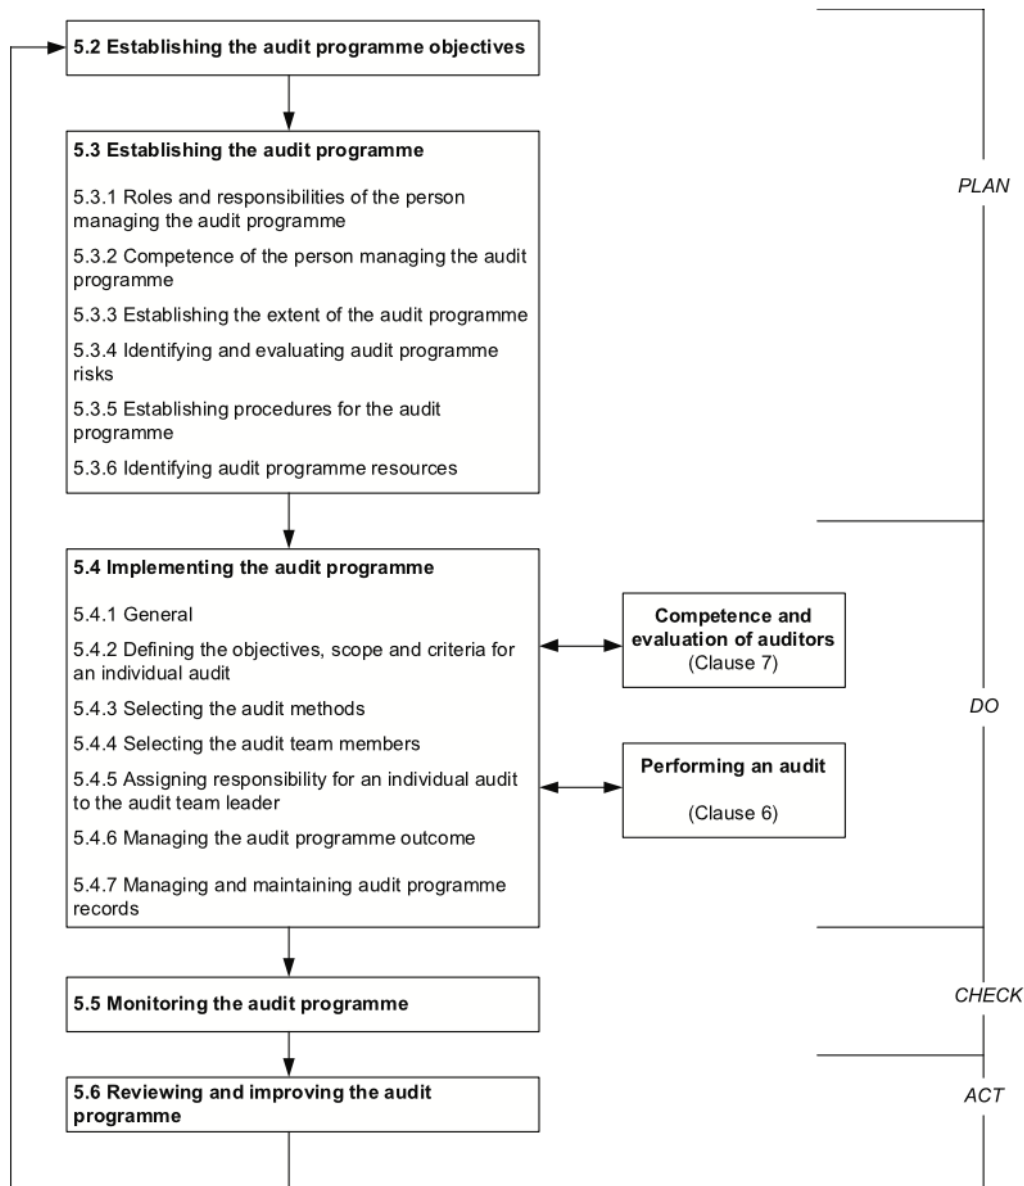 5.2 Establishing the audit programme objectives
5.3 Establishing the audit programme
5.3.1 Roles and responsibilities of the person
managing the audit programme
5.3.2 Competence of the person managing the audit
programme
5.3.3 Establishing the extent of the audit programme
5.3.4 Identifying and evaluating audit programme
risks
5.3.5 Establishing procedures for the audit
programme
5.3.6 Identifying audit programme resources
PLAN
5.4 Implementing the audit programme
5.4.1 General
5.4.2 Defining the objectives, scope and criteria for
an individual audit
5.4.3 Selecting the audit methods
5.4.4 Selecting the audit team members
5.4.5 Assigning responsibility for an individual audit
to the audit team leader
5.4.6 Managing the audit programme outcome
5.4.7 Managing and maintaining audit programme
records
Competence and
evaluation of auditors
(Clause 7)
Performing an audit
(Clause 6)
DO
5.5 Monitoring the audit programme
CHECK
5.6 Reviewing and improving the audit
programme
ACT